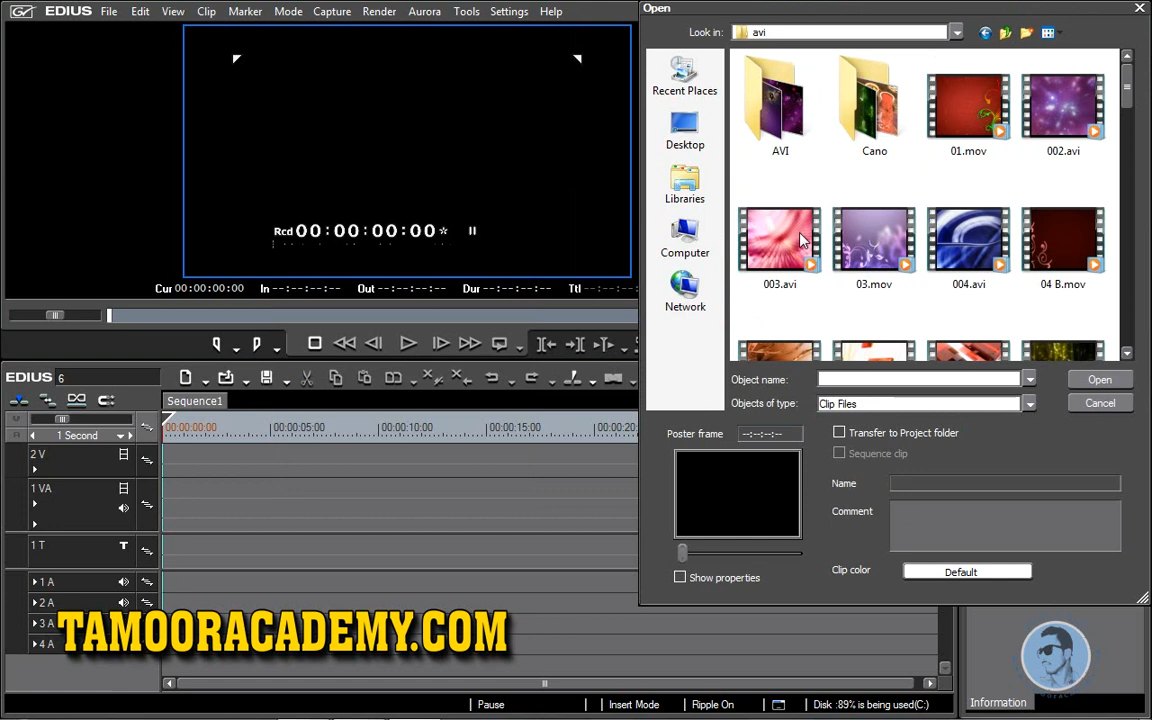 EDIUS File Edit View Clip Marker Mode Capture Render Aurora Tools Settings Help
Open
Look in: avi
Recent Places
Desktop
Libraries
Computer
Network
AVI Cano 01.mov 002.avi
003.avi 03.mov 004.avi 04 B.mov
Rcd 00:00:00:00 * II
Cur 00:00:00:00 In --:--:--:-- Out --:--:--:-- Dur --:--:--:-- Ttl
Object name: Open
Objects of type: Clip Files Cancel
Poster frame --:--:--:-- Transfer to Project folder
Sequence clip
Name
Comment
Clip color Default
Show properties
EDIUS 6
Sequence1
1 Second 00:00:00:00 00:00:05:00 00:00:10:00 00:00:15:00 00:00:20:
2 V
1 VA
1 T T
1 A
2 A
3 A
4 A
TAMOORACADEMY.COM
Information
Pause Insert Mode Ripple On Disk :89% is being used(C:)